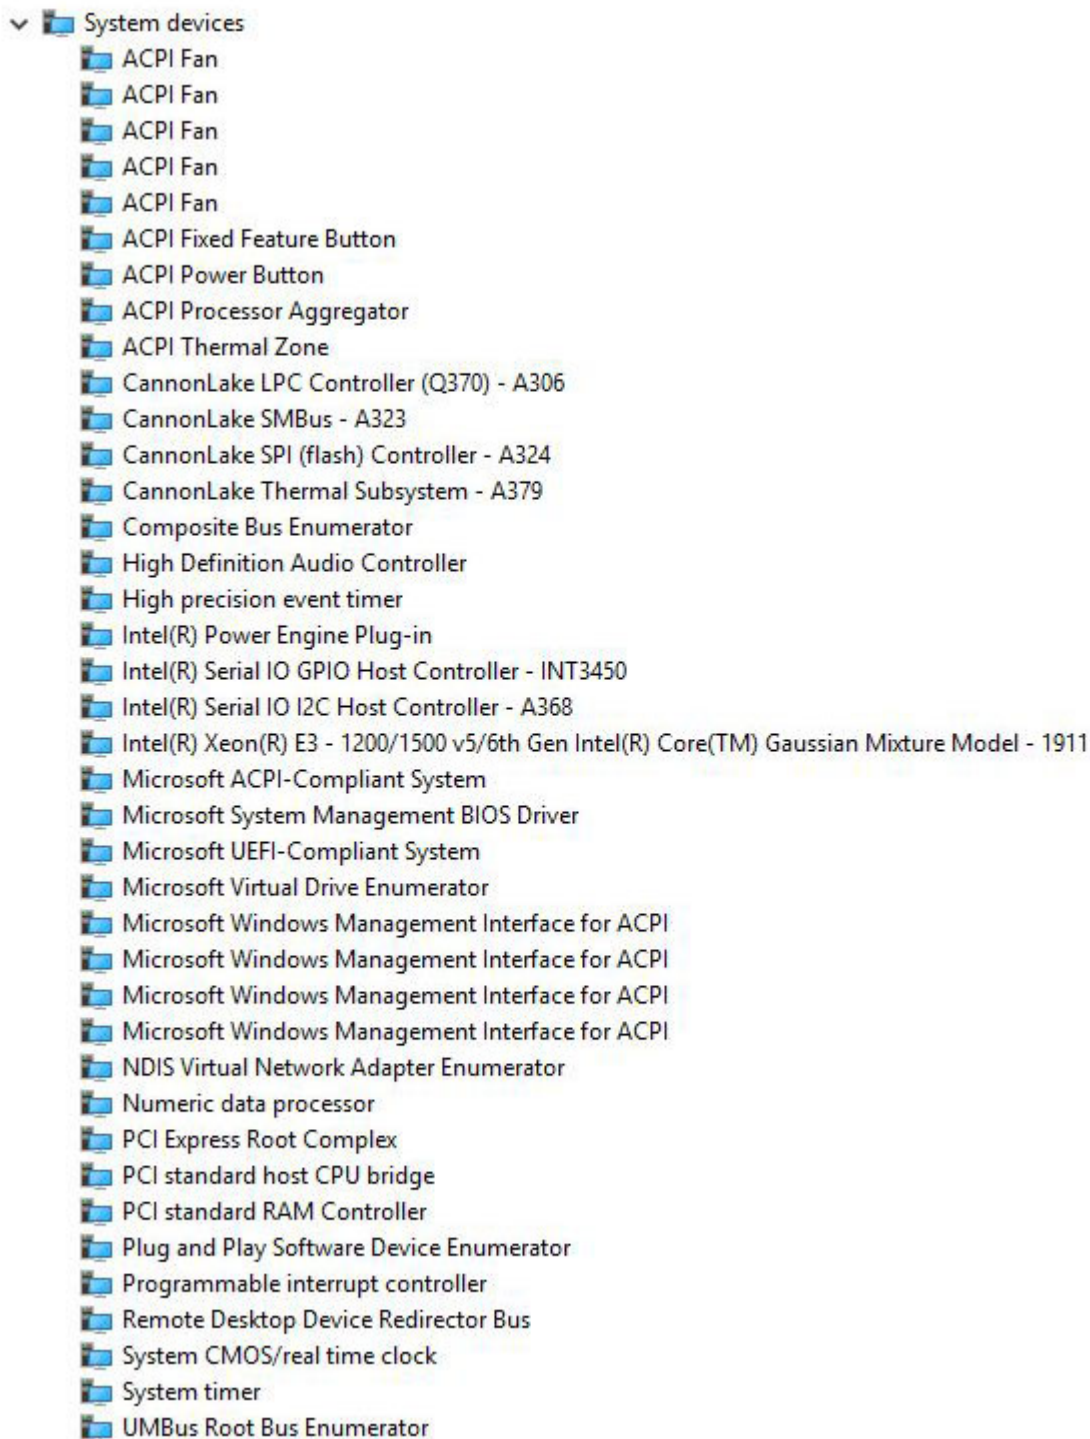 System devices
ACPI Fan
ACPI Fan
ACPI Fan
ACPI Fan
ACPI Fan
ACPI Fixed Feature Button
ACPI Power Button
ACPI Processor Aggregator
ACPI Thermal Zone
CannonLake LPC Controller (Q370) - A306
CannonLake SMBus - A323
CannonLake SPI (flash) Controller - A324
CannonLake Thermal Subsystem - A379
Composite Bus Enumerator
High Definition Audio Controller
High precision event timer
Intel(R) Power Engine Plug-in
Intel(R) Serial IO GPIO Host Controller - INT3450
Intel(R) Serial IO I2C Host Controller - A368
Intel(R) Xeon(R) E3 - 1200/1500 v5/6th Gen Intel(R) Core(TM) Gaussian Mixture Model - 1911
Microsoft ACPI-Compliant System
Microsoft System Management BIOS Driver
Microsoft UEFI-Compliant System
Microsoft Virtual Drive Enumerator
Microsoft Windows Management Interface for ACPI
Microsoft Windows Management Interface for ACPI
Microsoft Windows Management Interface for ACPI
Microsoft Windows Management Interface for ACPI
NDIS Virtual Network Adapter Enumerator
Numeric data processor
PCI Express Root Complex
PCI standard host CPU bridge
PCI standard RAM Controller
Plug and Play Software Device Enumerator
Programmable interrupt controller
Remote Desktop Device Redirector Bus
System CMOS/real time clock
System timer
UMBus Root Bus Enumerator